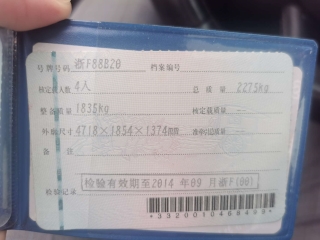 号牌号码 浙F88B20 档案编号
核定载人数 4人 总质量 2275kg
整备质量 1835kg 核定载质量 —
外廓尺寸 4718×1854×1374mm 准牵引总质量 —
备注
检验记录 检验有效期至2014年09月浙F(00)